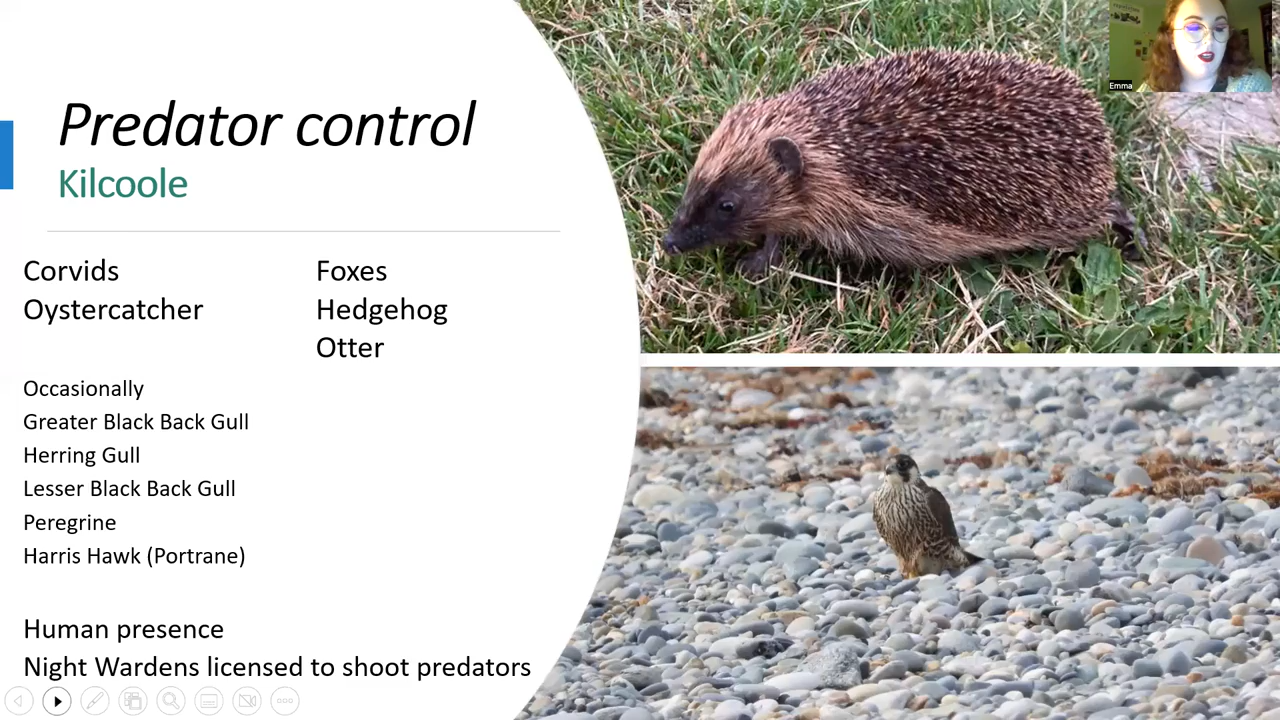 Predator control
Kilcoole
Corvids
Oystercatcher
Foxes
Hedgehog
Otter
Occasionally
Greater Black Back Gull
Herring Gull
Lesser Black Back Gull
Peregrine
Harris Hawk (Portrane)
Human presence
Night Wardens licensed to shoot predators
Emma